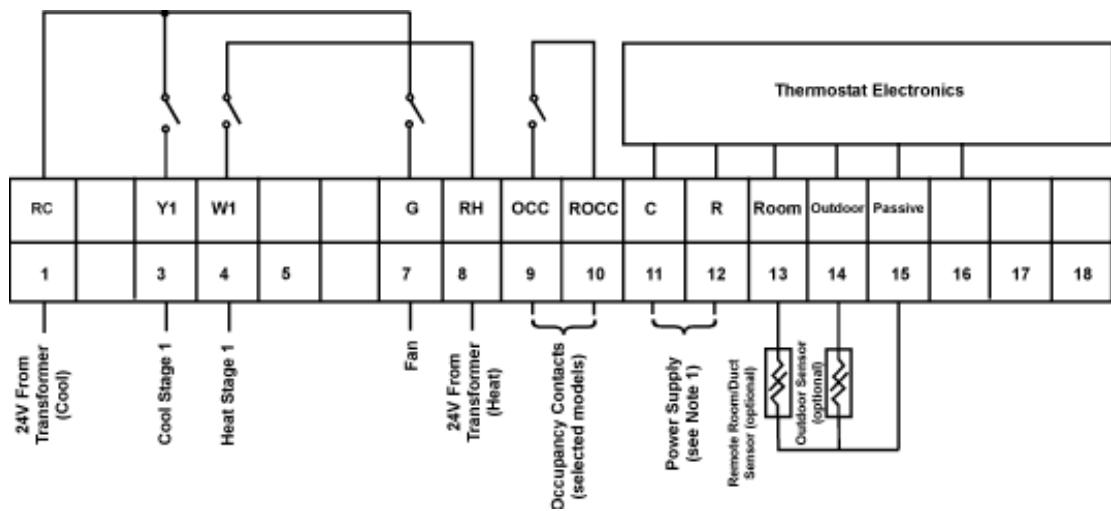 Thermostat Electronics
RC Y1 W1 G RH OCC ROCC C R Room Outdoor Passive
1 3 4 5 7 8 9 10 11 12 13 14 15 16 17 18
24V From
Transformer
(Cool)
Cool Stage 1
Heat Stage 1
Fan
24V From
Transformer
(Heat)
Occupancy Contacts
(selected models)
Power Supply
(see Note 1)
Remote Room/Duct
Sensor (optional)
Outdoor Sensor
(optional)